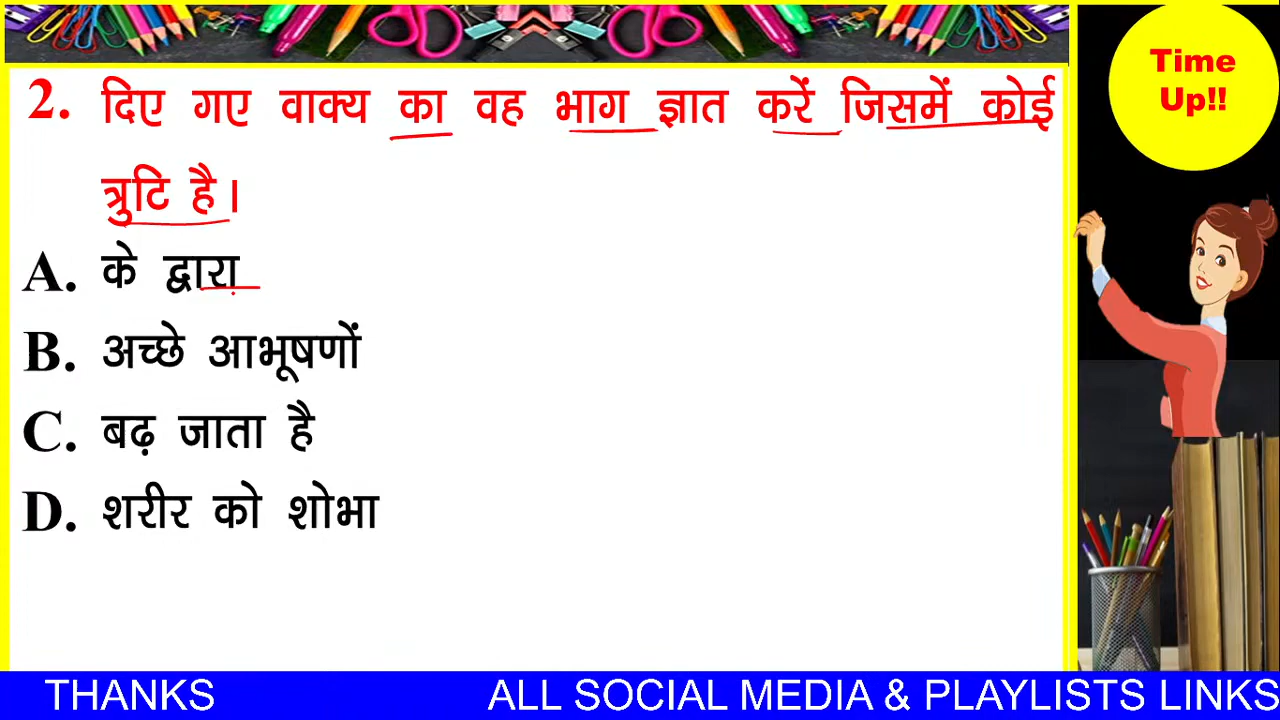 Time
Up!!
2. दिए गए वाक्य का वह भाग ज्ञात करें जिसमें कोई
त्रुटि है।
A. के द्वारा
B. अच्छे आभूषणों
C. बढ़ जाता है
D. शरीर को शोभा
THANKS ALL SOCIAL MEDIA & PLAYLISTS LINKS